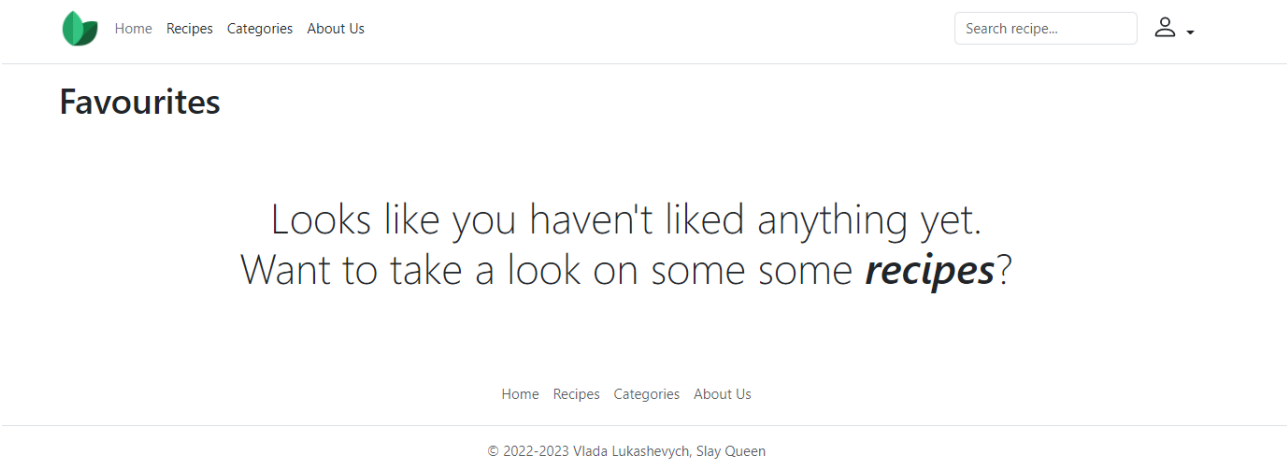 Home Recipes Categories About Us Search recipe...
Favourites
Looks like you haven't liked anything yet.
Want to take a look on some some recipes?
Home Recipes Categories About Us
© 2022-2023 Vlada Lukashevych, Slay Queen